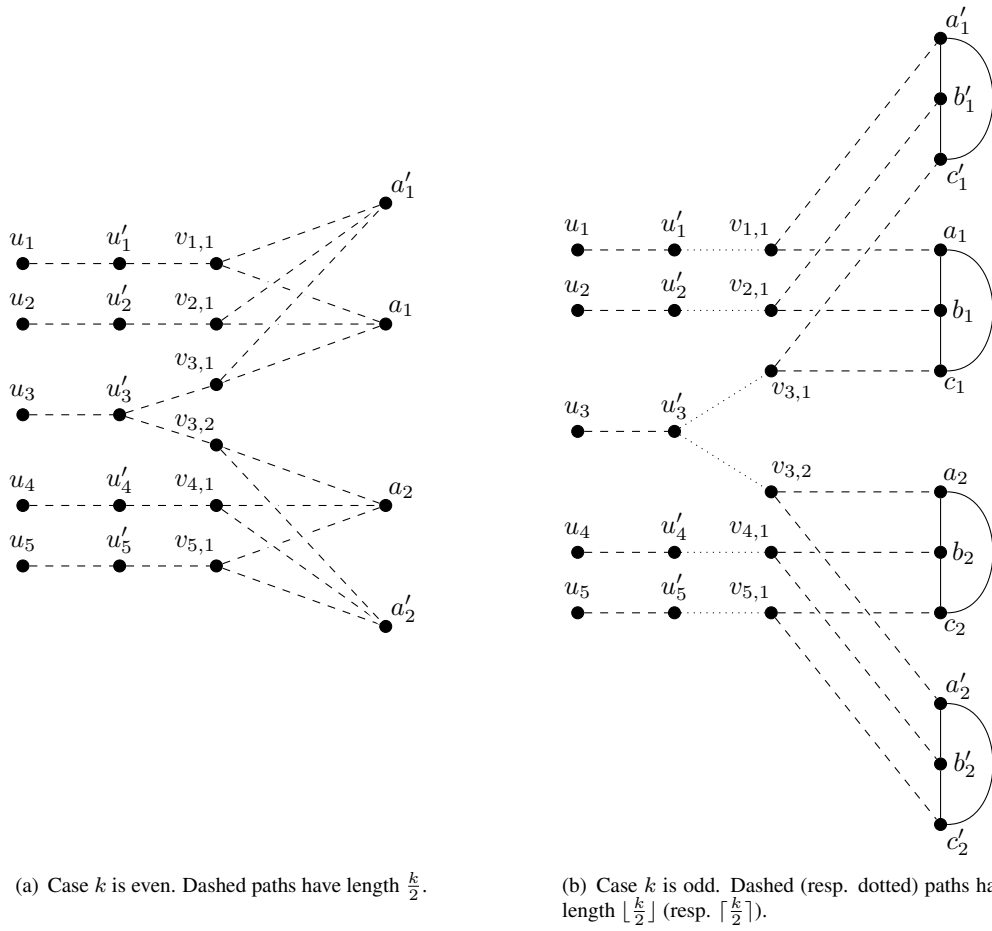 a′₁
b′₁
c′₁
a′₁
u₁ u′₁ v₁,₁
u₁ u′₁ v₁,₁ a₁
u₂ u′₂ v₂,₁ a₁
u₂ u′₂ v₂,₁ b₁
v₃,₁
c₁
v₃,₁
u₃ u′₃
u₃ u′₃
v₃,₂
v₃,₂ a₂
u₄ u′₄ v₄,₁ a₂
u₄ u′₄ v₄,₁ b₂
u₅ u′₅ v₅,₁
u₅ u′₅ v₅,₁
c₂
a′₂
a′₂
b′₂
c′₂
(a) Case k is even. Dashed paths have length k/2.
(b) Case k is odd. Dashed (resp. dotted) paths ha
length ⌊k/2⌋ (resp. ⌈k/2⌉).